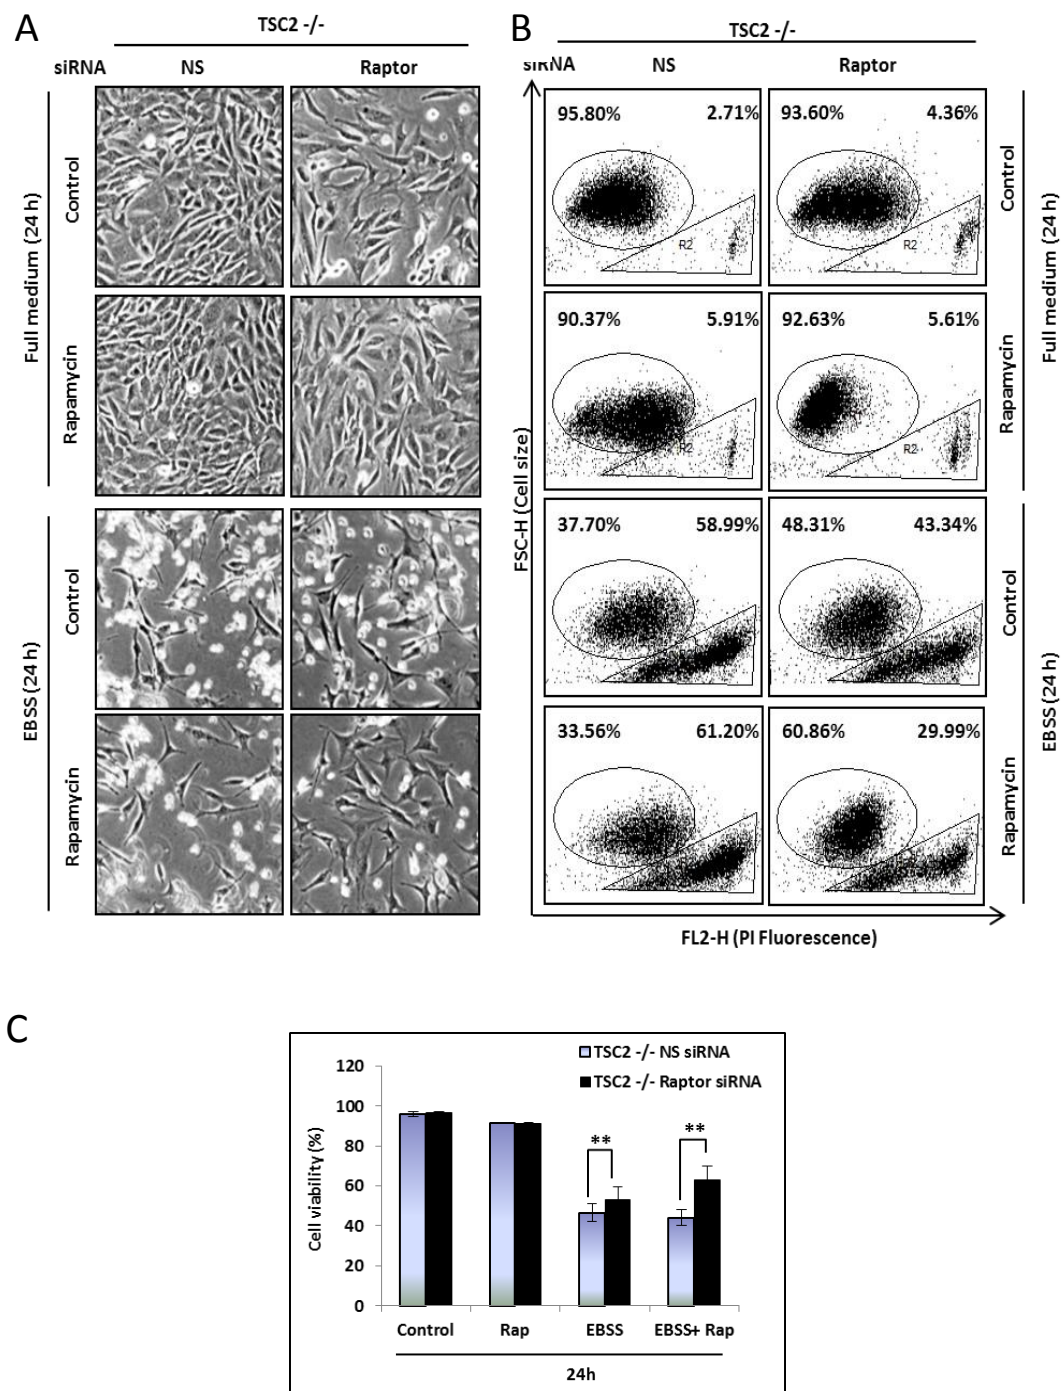 A
TSC2 -/-
siRNA NS Raptor
Full medium (24 h)
Control
Rapamycin
EBSS (24 h)
Control
Rapamycin
B
TSC2 -/-
siRNA NS Raptor
95.80% 2.71% 93.60% 4.36%
R2 R2
90.37% 5.91% 92.63% 5.61%
R2 R2
37.70% 58.99% 48.31% 43.34%
33.56% 61.20% 60.86% 29.99%
FSC-H (Cell size)
FL2-H (PI Fluorescence)
Control
Rapamycin
Full medium (24 h)
Control
Rapamycin
EBSS (24 h)
C
TSC2 -/- NS siRNA
TSC2 -/- Raptor siRNA
Cell viability (%)
120
100
80
60
40
20
0
** **
Control Rap EBSS EBSS+ Rap
24h